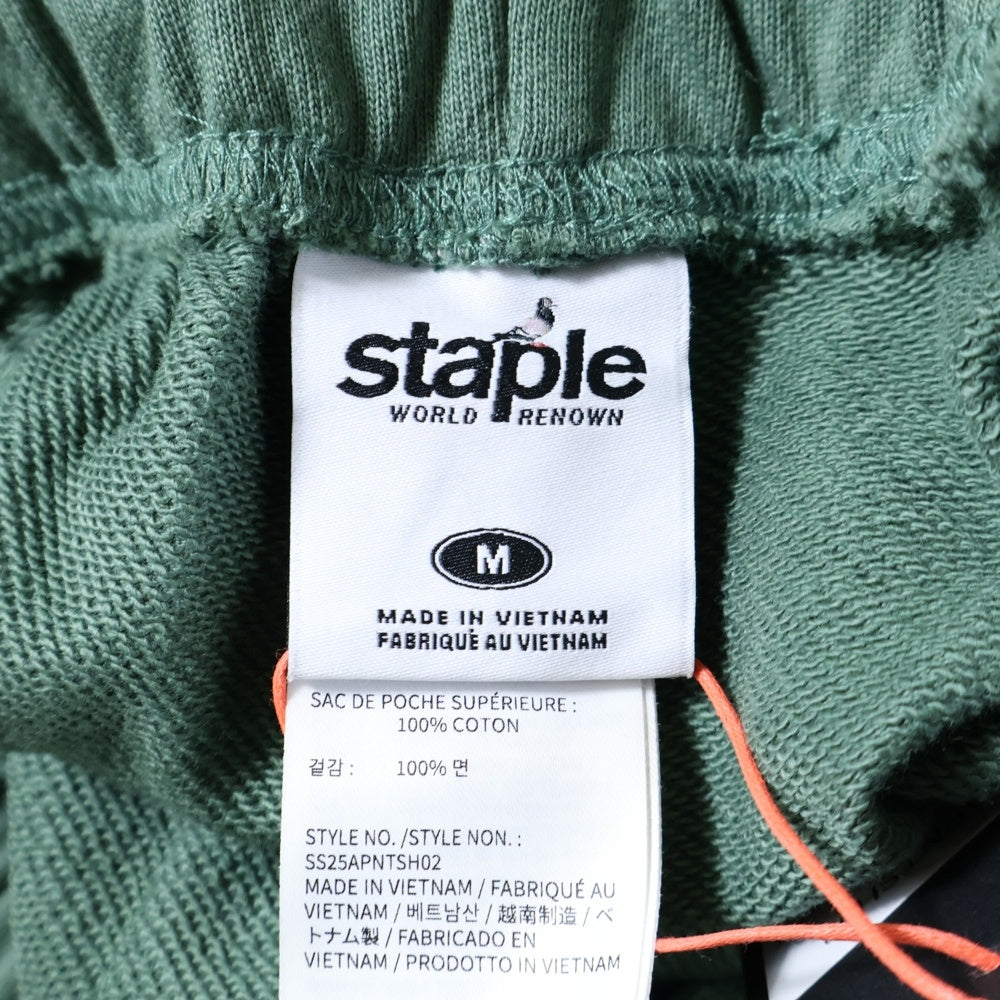 staple
WORLD RENOWN
M
MADE IN VIETNAM
FABRIQUÉ AU VIETNAM
SAC DE POCHE SUPÉRIEURE :
100% COTON
겉감 : 100% 면
STYLE NO. /STYLE NON. :
SS25APNTSH02
MADE IN VIETNAM / FABRIQUÉ AU
VIETNAM / 베트남산 / 越南制造 / ベ
トナム製 / FABRICADO EN
VIETNAM / PRODOTTO IN VIETNAM